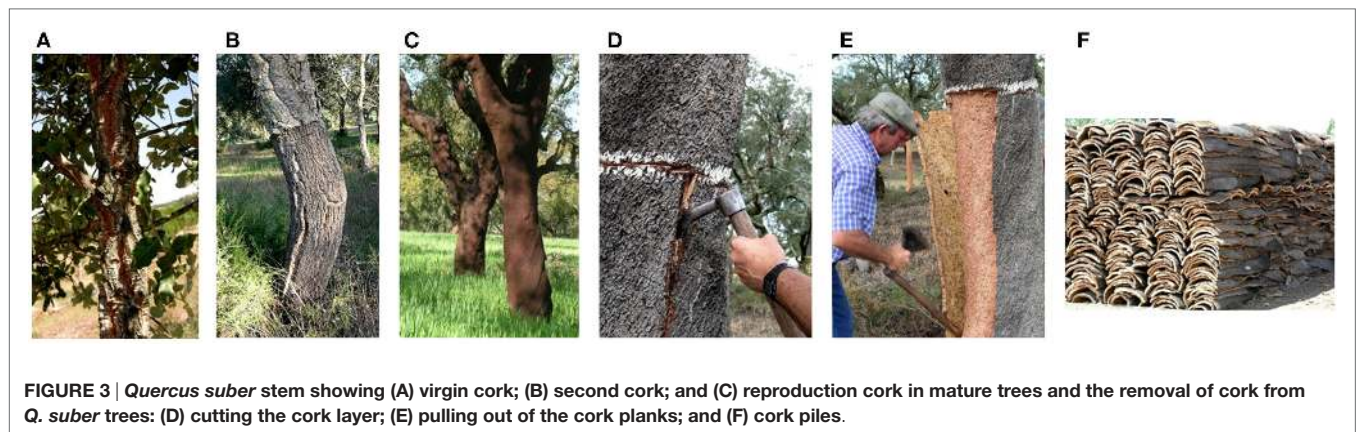 A B C D E F
FIGURE 3 | Quercus suber stem showing (A) virgin cork; (B) second cork; and (C) reproduction cork in mature trees and the removal of cork from
Q. suber trees: (D) cutting the cork layer; (E) pulling out of the cork planks; and (F) cork piles.